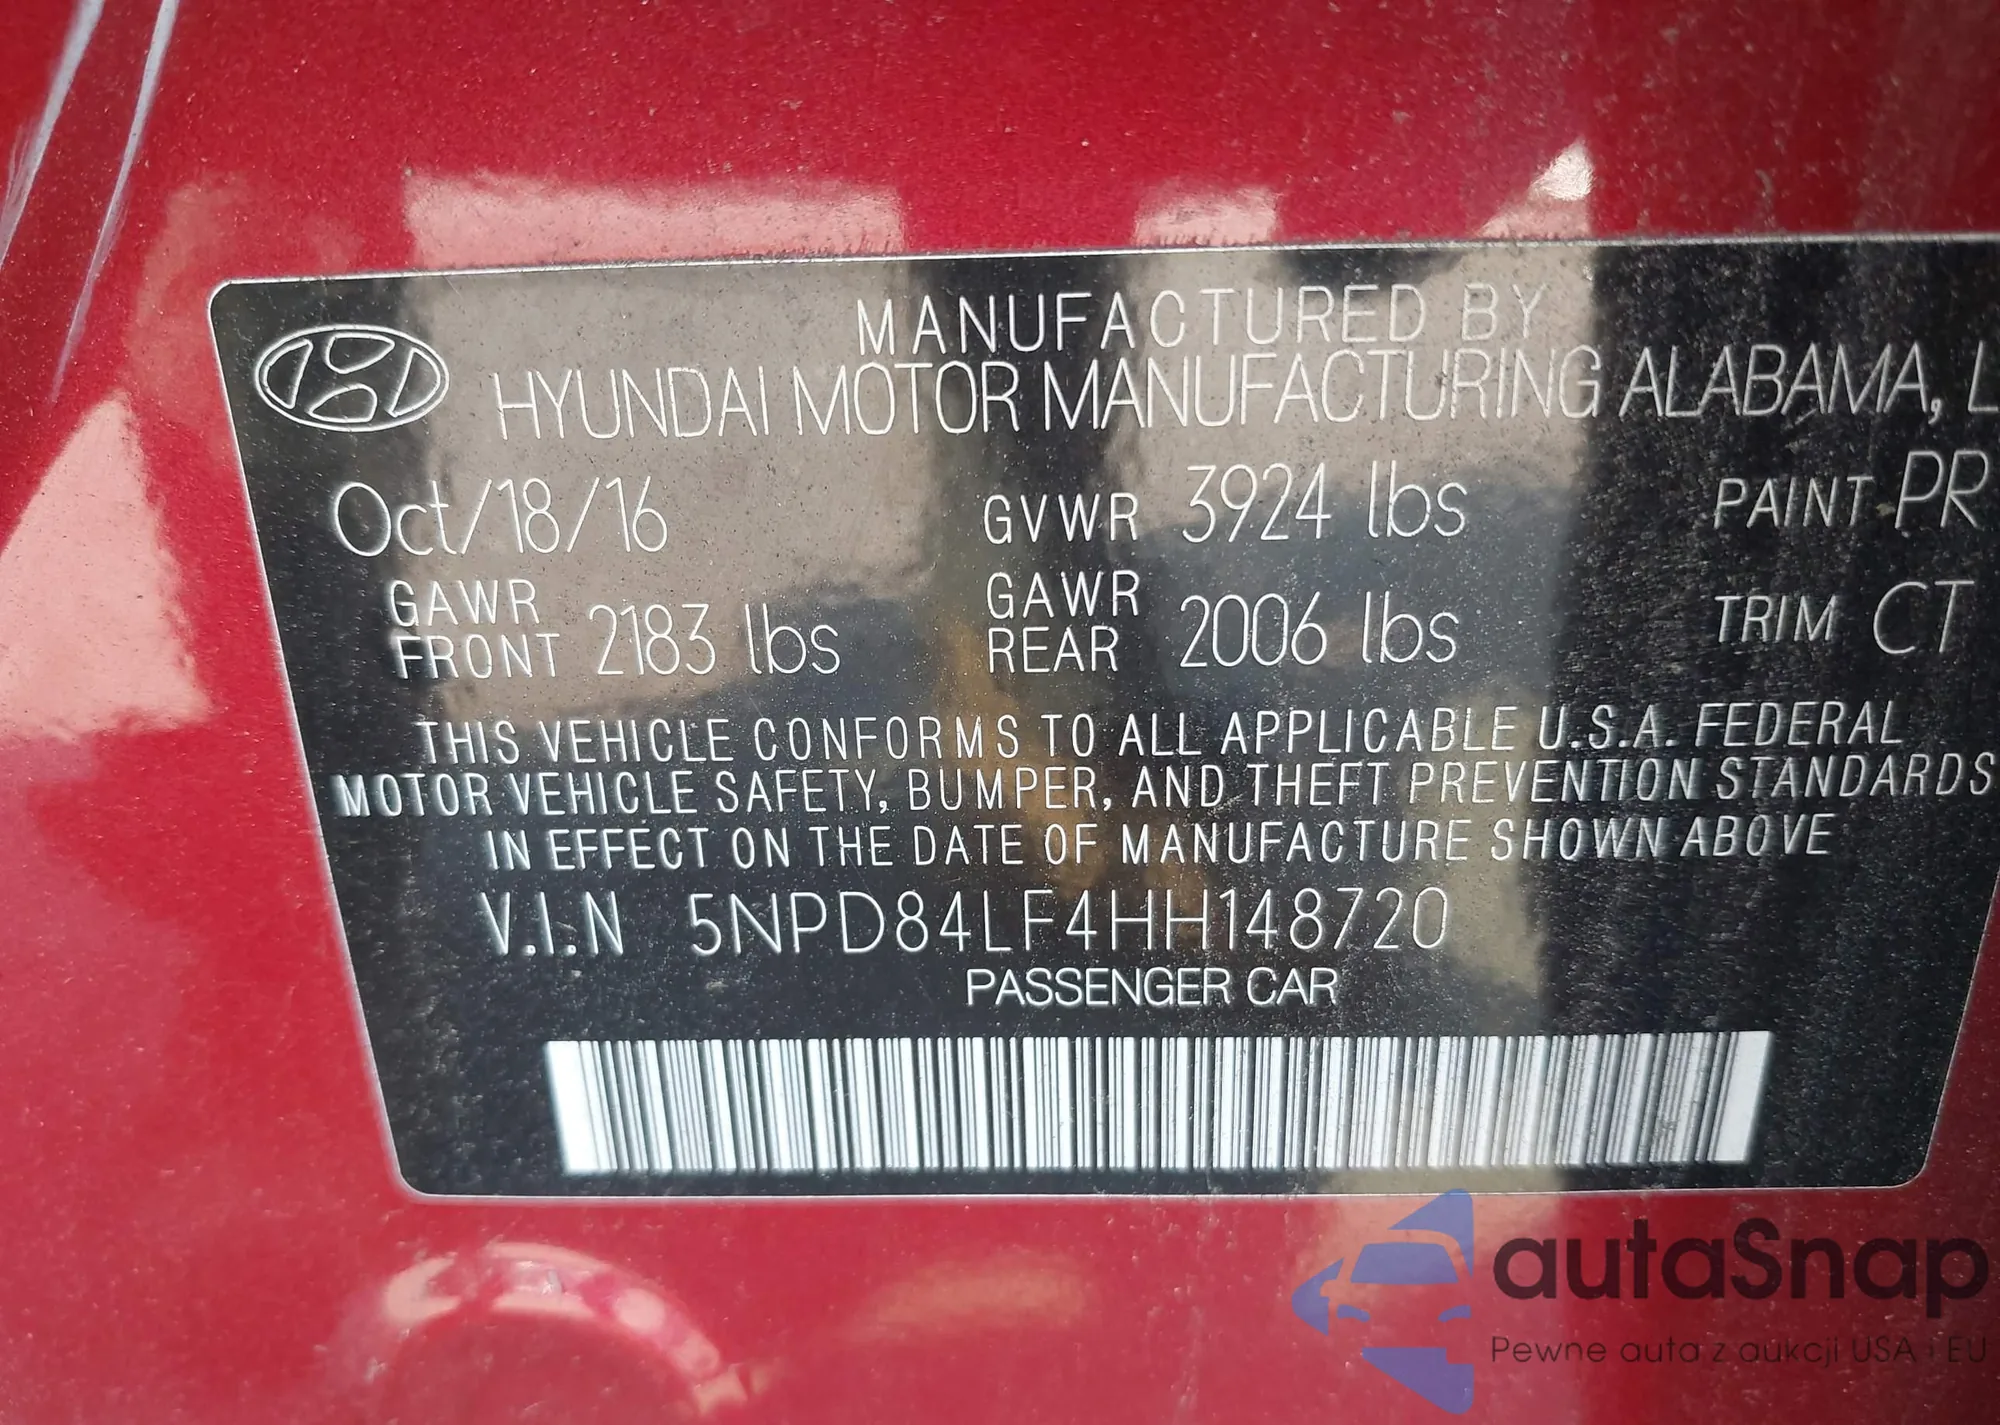 MANUFACTURED BY
HYUNDAI MOTOR MANUFACTURING ALABAMA, L
Oct/18/16 GVWR 3924 lbs PAINT PR
GAWR FRONT 2183 lbs GAWR REAR 2006 lbs TRIM CT
THIS VEHICLE CONFORMS TO ALL APPLICABLE U.S.A. FEDERAL
MOTOR VEHICLE SAFETY, BUMPER, AND THEFT PREVENTION STANDARDS
IN EFFECT ON THE DATE OF MANUFACTURE SHOWN ABOVE
V.I.N 5NPD84LF4HH148720
PASSENGER CAR
autaSnap
Pewne auta z aukcji USA i EU